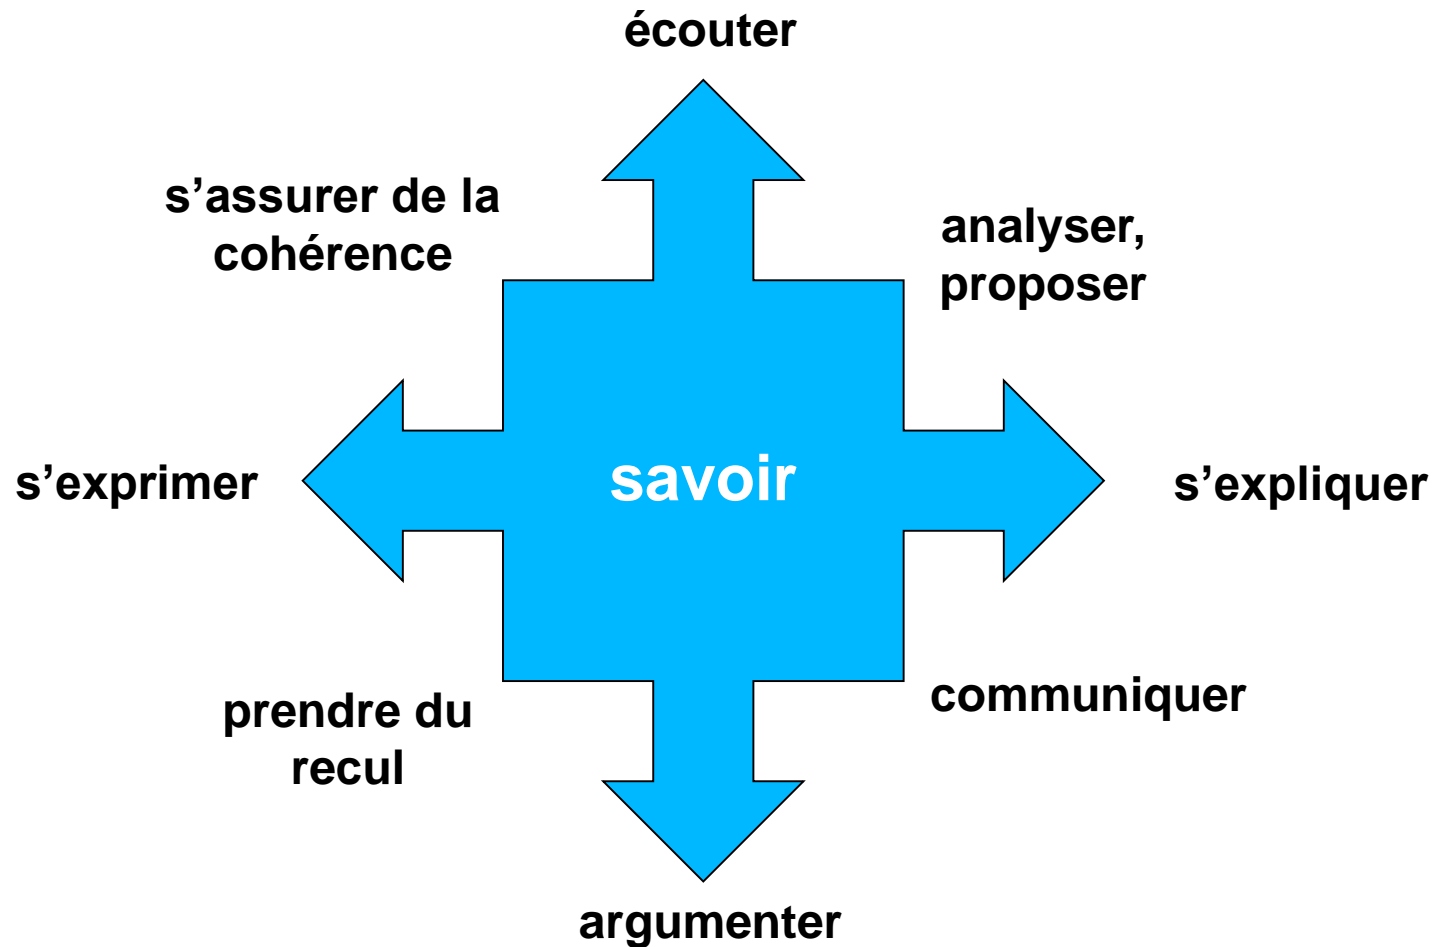 écouter
s’assurer de la
cohérence
analyser,
proposer
s’exprimer
savoir
s’expliquer
prendre du
recul
communiquer
argumenter